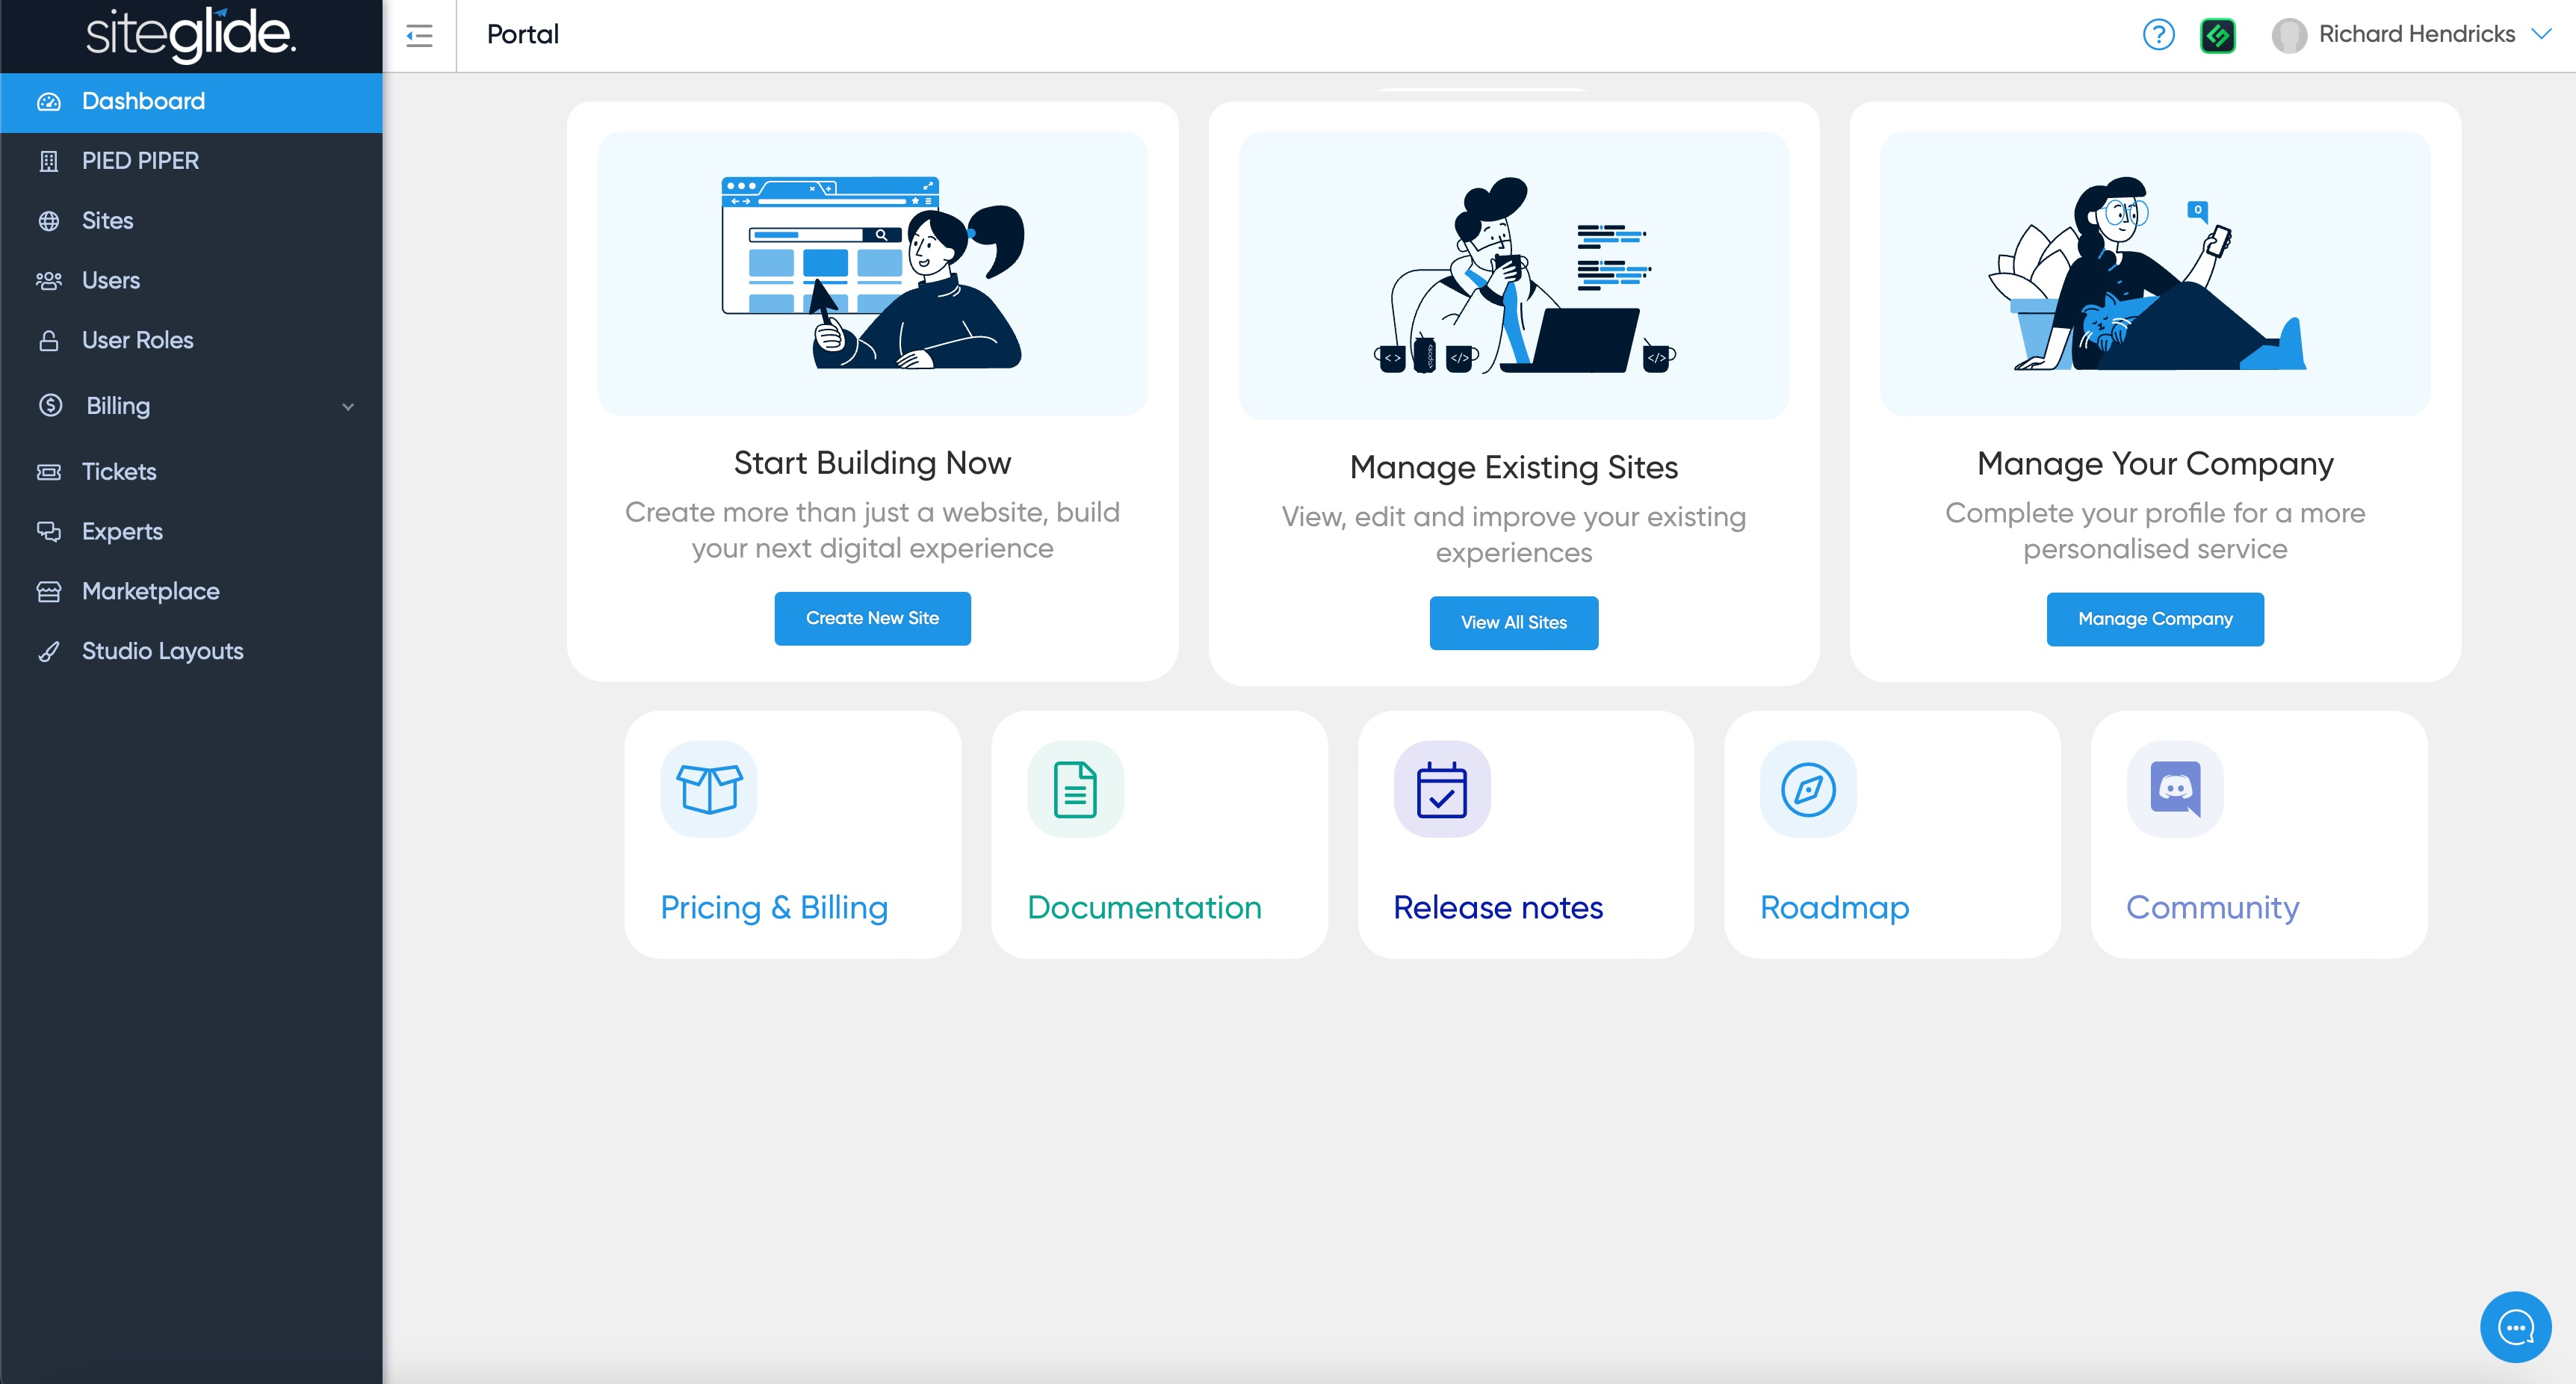 siteglide.
Portal
?
Richard Hendricks
Dashboard
PIED PIPER
Sites
Users
User Roles
Billing
Tickets
Experts
Marketplace
Studio Layouts
0
< >
</>
</>
Start Building Now
Create more than just a website, build
your next digital experience
Create New Site
Manage Existing Sites
View, edit and improve your existing
experiences
View All Sites
Manage Your Company
Complete your profile for a more
personalised service
Manage Company
Pricing & Billing
Documentation
Release notes
Roadmap
Community